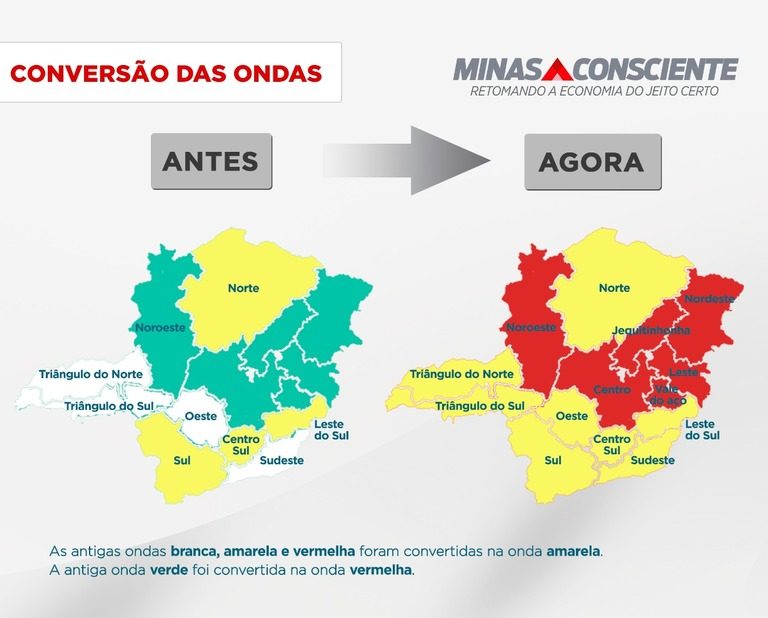 CONVERSÃO DAS ONDAS
MINAS CONSCIENTE
RETOMANDO A ECONOMIA DO JEITO CERTO
ANTES
AGORA
Norte
Noroeste
Triângulo do Norte
Triângulo do Sul
Oeste
Leste
do Sul
Centro
Sul
Sul
Sudeste
Norte
Nordeste
Noroeste
Jequitinhonha
Triângulo do Norte
Leste
Centro
Vale
do aço
Triângulo do Sul
Oeste
Leste
do Sul
Centro
Sul
Sul
Sudeste
As antigas ondas branca, amarela e vermelha foram convertidas na onda amarela.
A antiga onda verde foi convertida na onda vermelha.